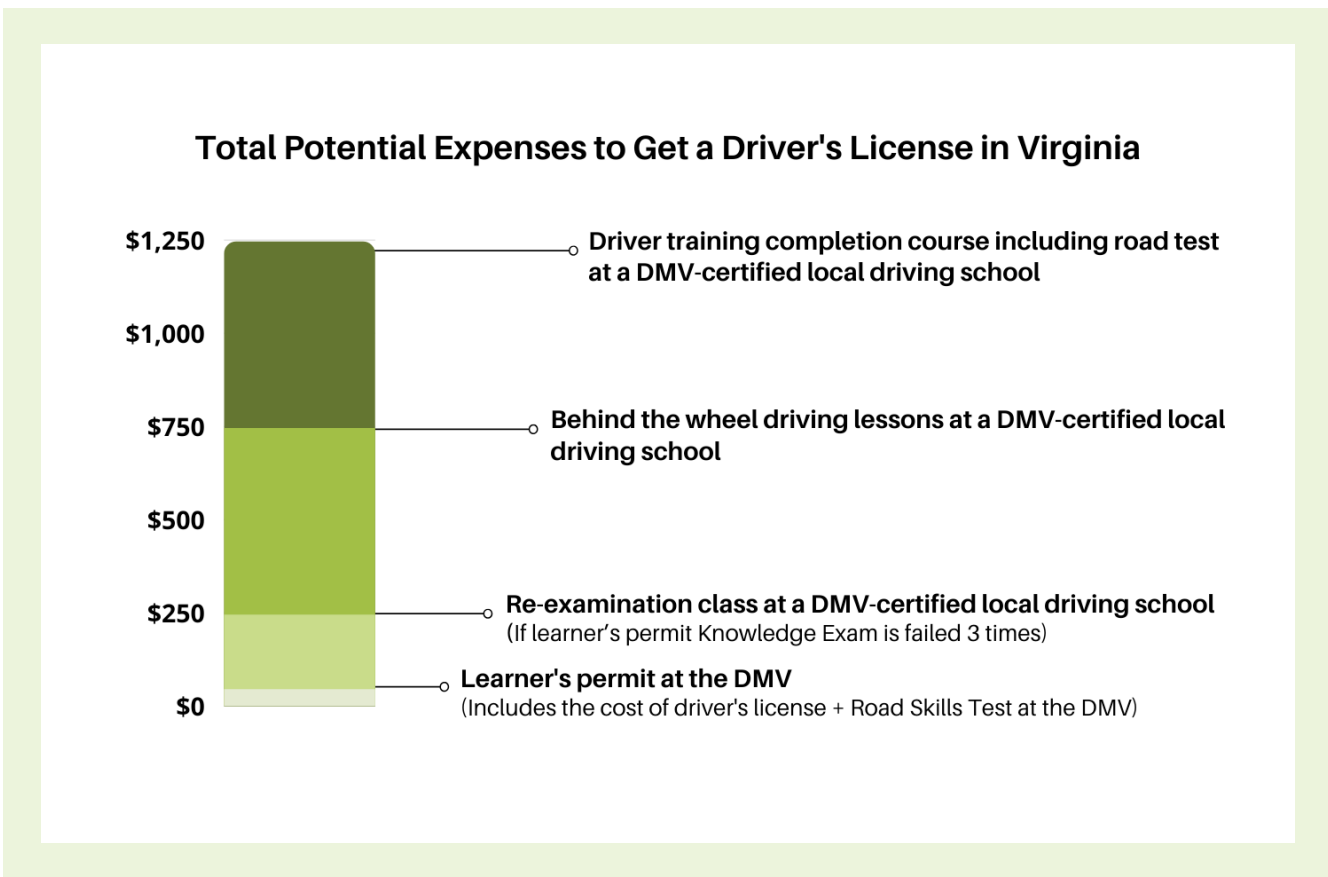 Total Potential Expenses to Get a Driver's License in Virginia
$1,250
Driver training completion course including road test
at a DMV-certified local driving school
$1,000
$750
Behind the wheel driving lessons at a DMV-certified local
driving school
$500
$250
Re-examination class at a DMV-certified local driving school
(If learner’s permit Knowledge Exam is failed 3 times)
Learner's permit at the DMV
$0
(Includes the cost of driver's license + Road Skills Test at the DMV)